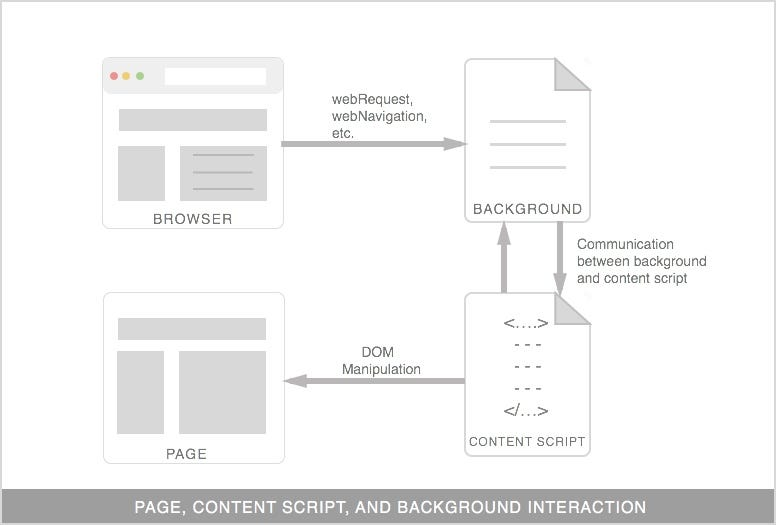 webRequest,
webNavigation,
etc.
BROWSER
BACKGROUND
Communication
between background
and content script
<....>
---
---
---
</...>
DOM
Manipulation
PAGE
CONTENT SCRIPT
PAGE, CONTENT SCRIPT, AND BACKGROUND INTERACTION